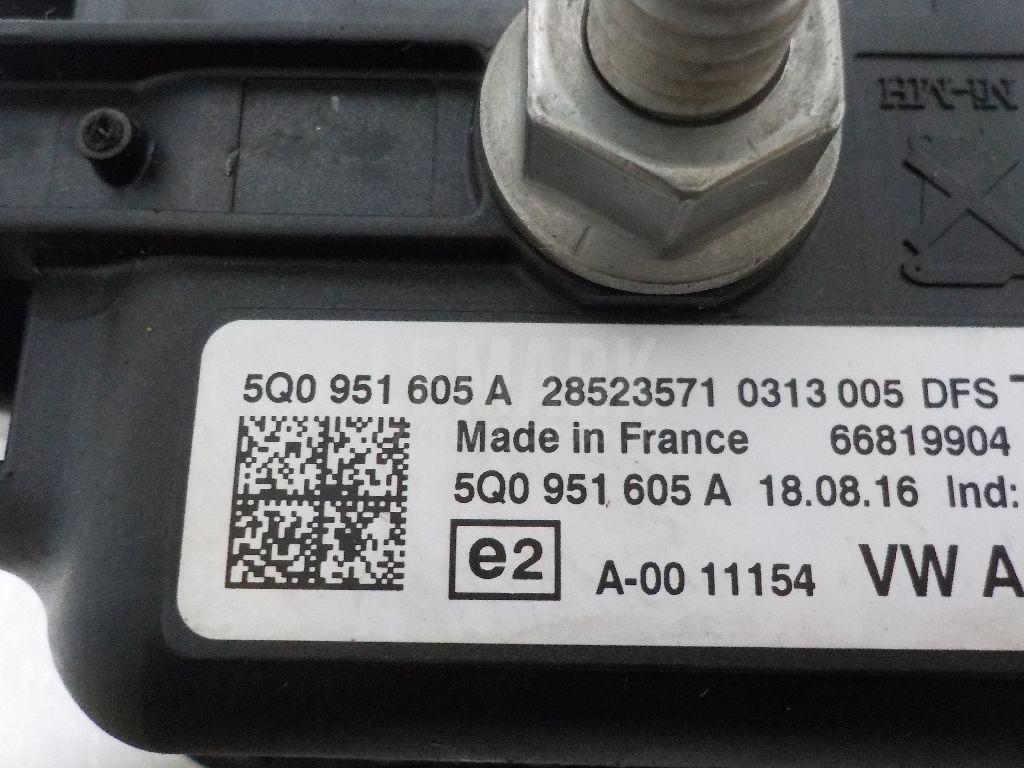 LEMARK
5Q0 951 605 A 28523571 0313 005 DFS
Made in France 66819904
5Q0 951 605 A 18.08.16 Ind:
e2 A-00 11154 VW A